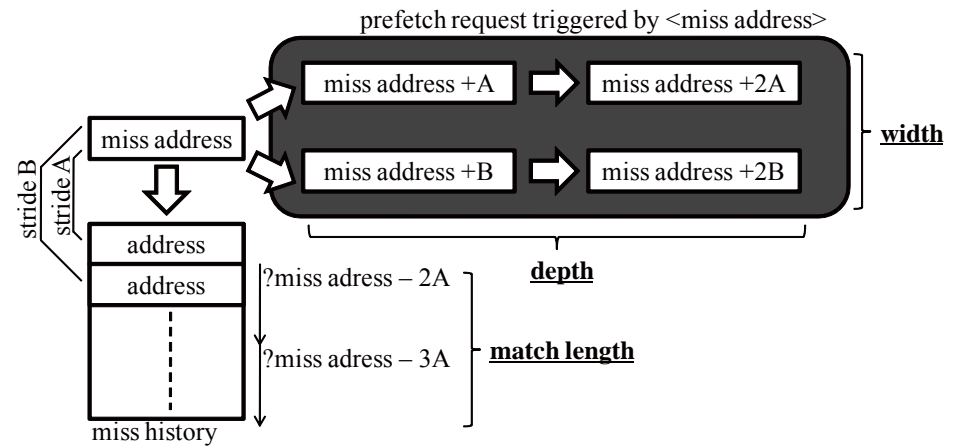 prefetch request triggered by <miss address>
miss address +A
miss address +2A
miss address
width
miss address +B
miss address +2B
stride B
stride A
address
depth
address
?miss adress – 2A
match length
?miss adress – 3A
miss history